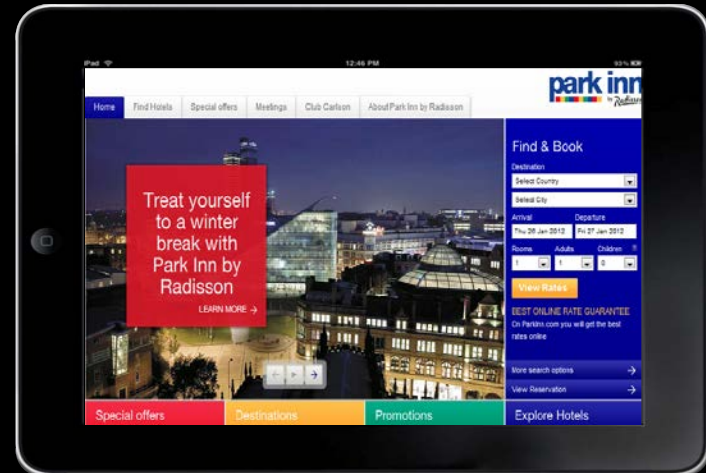 iPad
12:46 PM
93%
park inn
by Radisson
Home
Find Hotels
Special offers
Meetings
Club Carlson
About Park Inn by Radisson
Treat yourself
to a winter
break with
Park Inn by
Radisson
LEARN MORE →
Find & Book
Destination
Select Country
Select City
Arrival Departure
Thu 26 Jan 2012 Fri 27 Jan 2012
Rooms Adults Children
1 1 0
View Rates
BEST ONLINE RATE GUARANTEE
On Parkinn.com you will get the best
rates online
More search options →
View Reservation →
Special offers
Destinations
Promotions
Explore Hotels